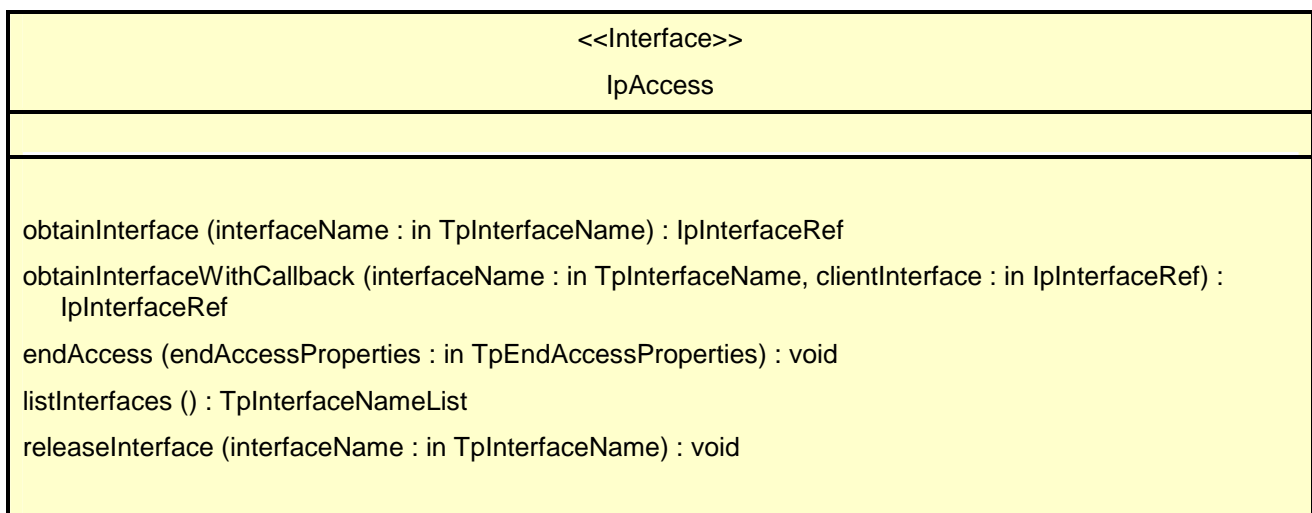 <<Interface>>
IpAccess
obtainInterface (interfaceName : in TpInterfaceName) : IpInterfaceRef
obtainInterfaceWithCallback (interfaceName : in TpInterfaceName, clientInterface : in IpInterfaceRef) :
IpInterfaceRef
endAccess (endAccessProperties : in TpEndAccessProperties) : void
listInterfaces () : TpInterfaceNameList
releaseInterface (interfaceName : in TpInterfaceName) : void